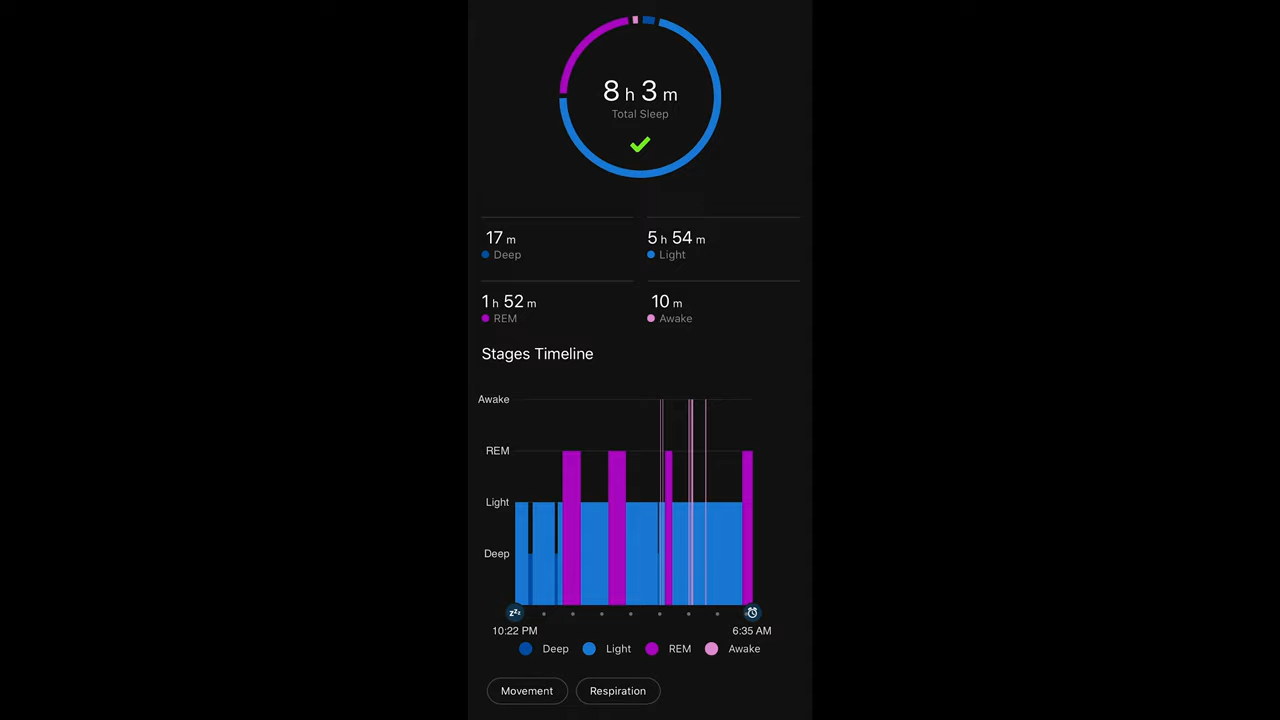 8 h 3 m
Total Sleep
17 m
Deep
5 h 54 m
Light
1 h 52 m
REM
10 m
Awake
Stages Timeline
Awake
REM
Light
Deep
zzz
10:22 PM
6:35 AM
Deep
Light
REM
Awake
Movement
Respiration